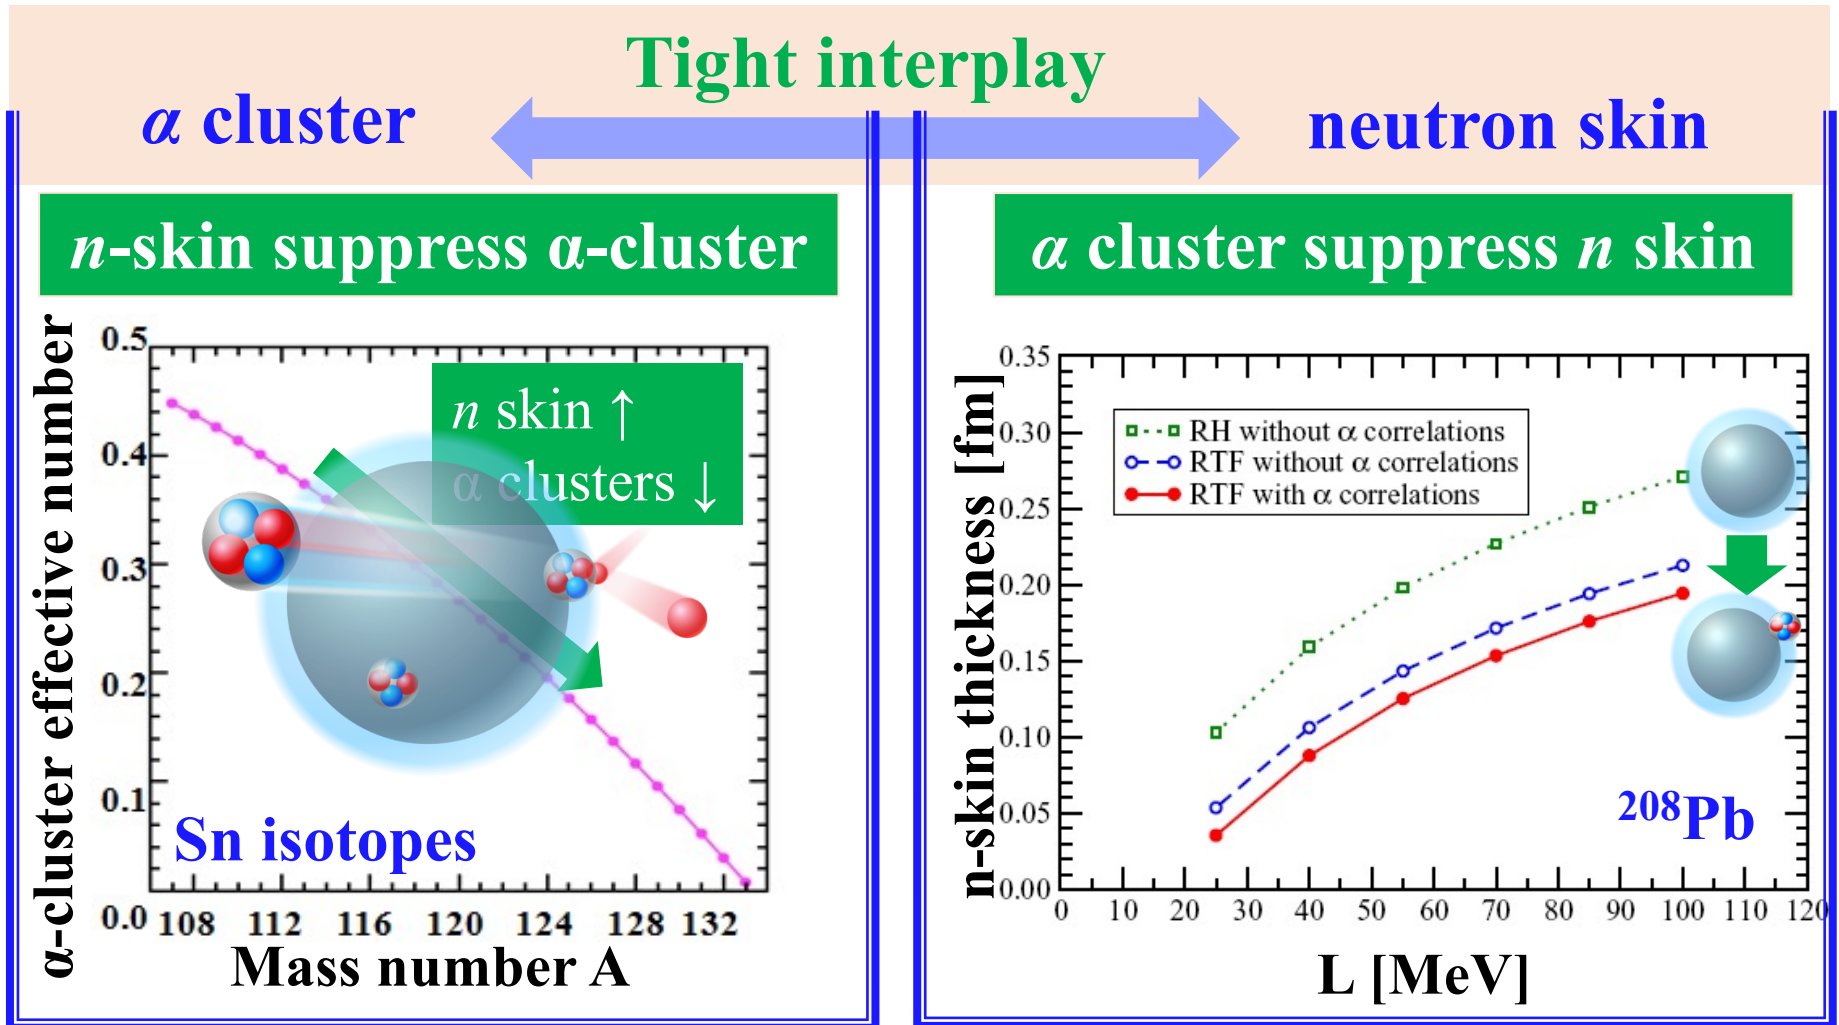 Tight interplay
α cluster
neutron skin
n-skin suppress α-cluster
α-cluster effective number
0.5
0.4
0.3
0.2
0.1
0.0
n skin ↑
α clusters ↓
Sn isotopes
108 112 116 120 124 128 132
Mass number A
α cluster suppress n skin
n-skin thickness [fm]
0.35
0.30
0.25
0.20
0.15
0.10
0.05
0.00
RH without α correlations
RTF without α correlations
RTF with α correlations
²⁰⁸Pb
0 10 20 30 40 50 60 70 80 90 100 110 120
L [MeV]